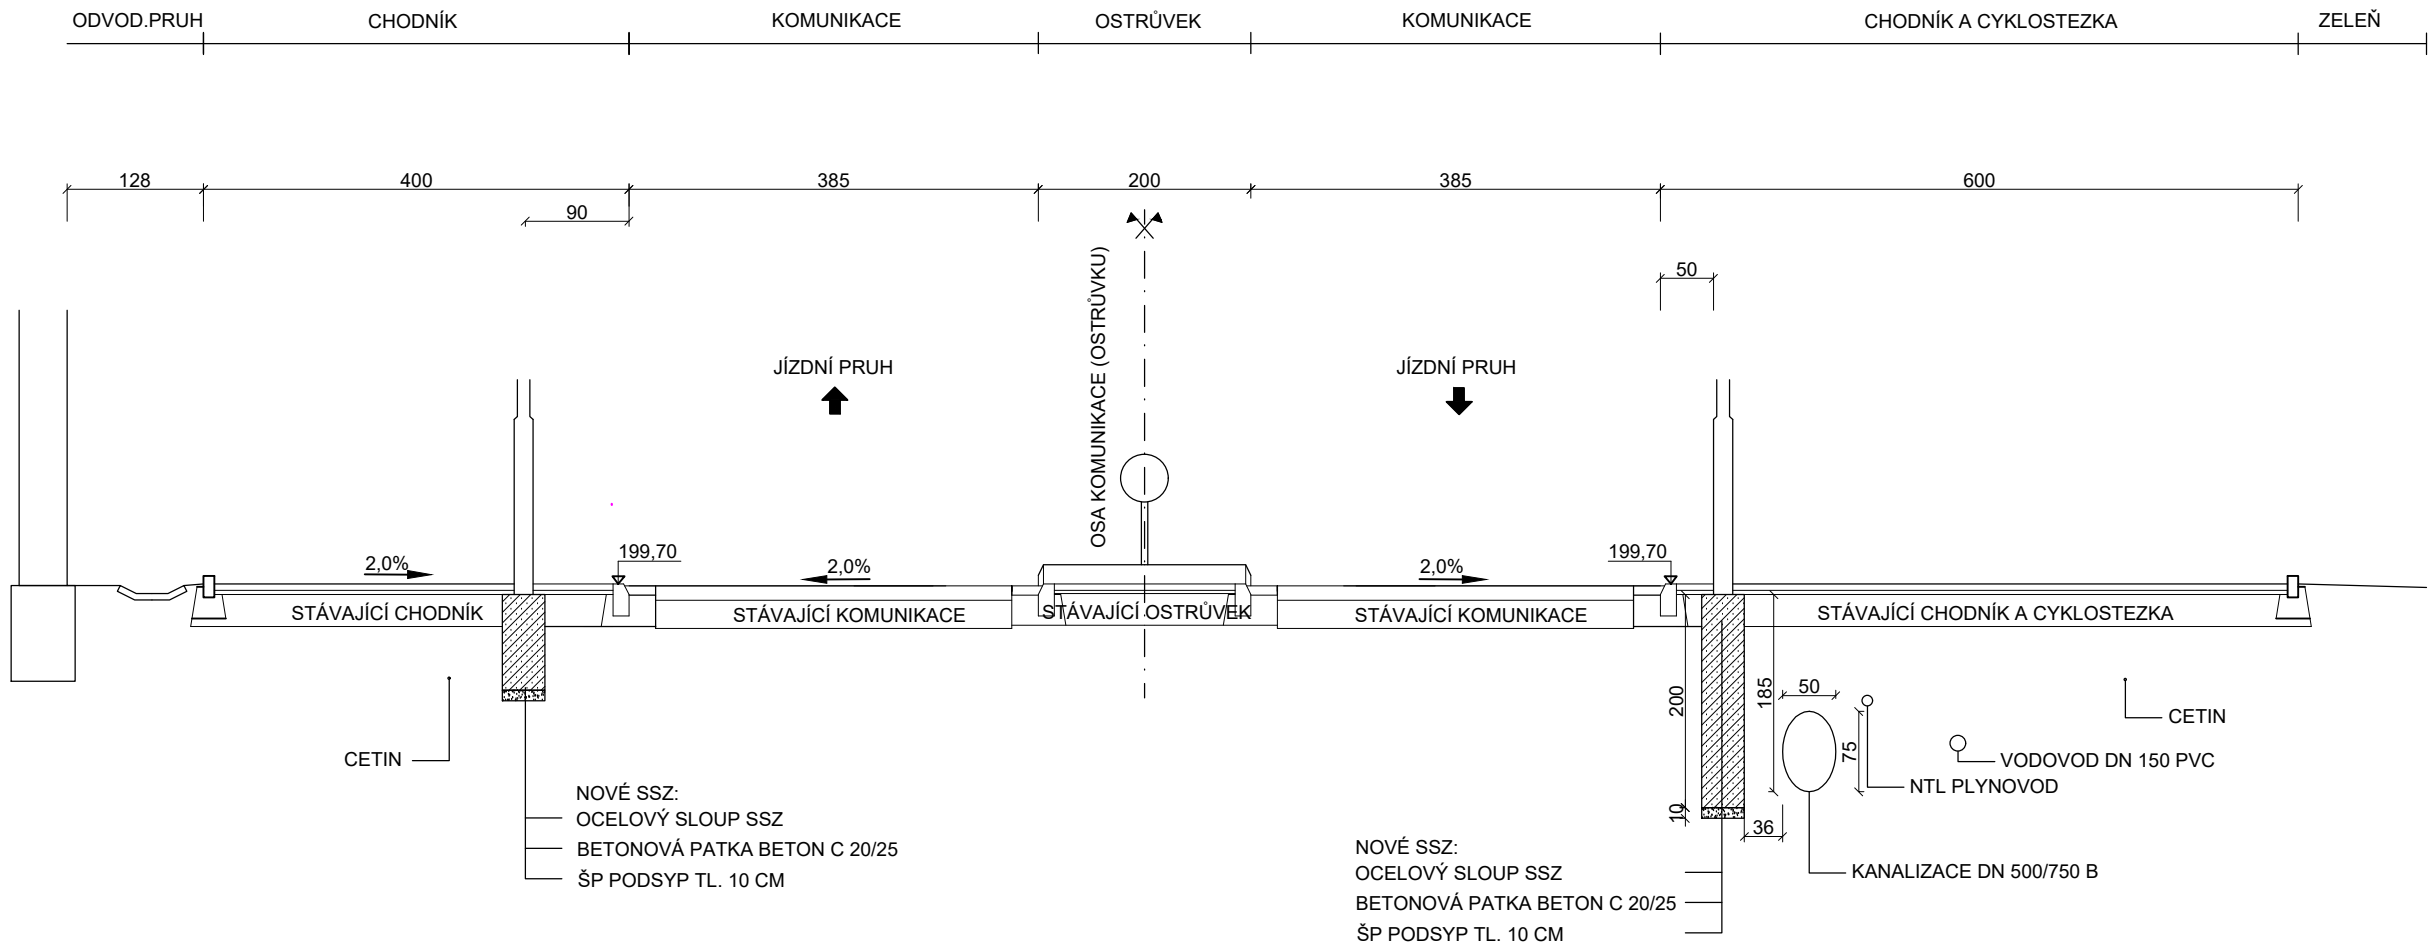 ODVOD.PRUH CHODNÍK KOMUNIKACE OSTRŮVEK KOMUNIKACE CHODNÍK A CYKLOSTEZKA ZELEŇ
128 400 385 200 385 600
90
50
OSA KOMUNIKACE (OSTRŮVKU)
JÍZDNÍ PRUH JÍZDNÍ PRUH
199,70 199,70
2,0% 2,0% 2,0%
STÁVAJÍCÍ CHODNÍK STÁVAJÍCÍ KOMUNIKACE STÁVAJÍCÍ OSTRŮVEK STÁVAJÍCÍ KOMUNIKACE STÁVAJÍCÍ CHODNÍK A CYKLOSTEZKA
200 185 50
75
10
36
CETIN
CETIN
VODOVOD DN 150 PVC
NTL PLYNOVOD
KANALIZACE DN 500/750 B
NOVÉ SSZ:
OCELOVÝ SLOUP SSZ
BETONOVÁ PATKA BETON C 20/25
ŠP PODSYP TL. 10 CM
NOVÉ SSZ:
OCELOVÝ SLOUP SSZ
BETONOVÁ PATKA BETON C 20/25
ŠP PODSYP TL. 10 CM